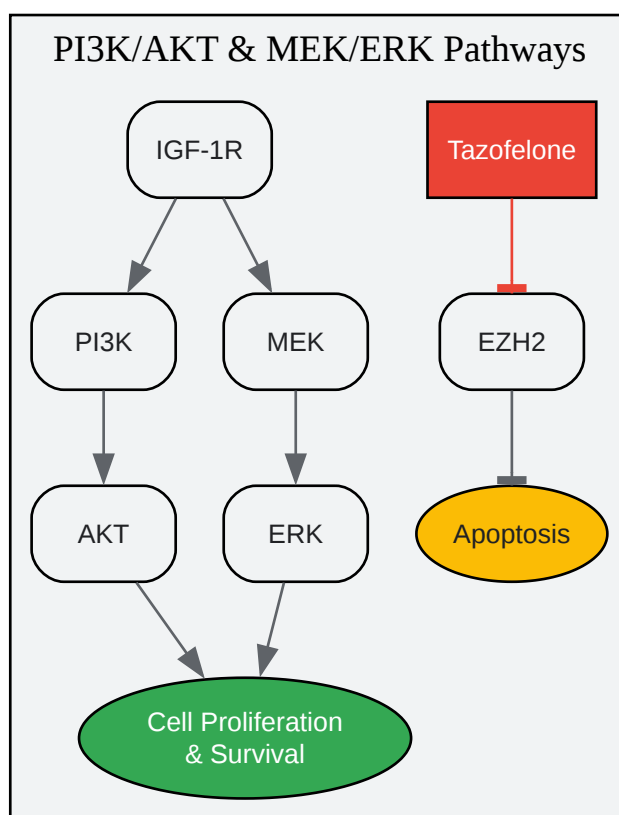 PI3K/AKT & MEK/ERK Pathways
IGF-1R
Tazofelone
PI3K
MEK
EZH2
AKT
ERK
Apoptosis
Cell Proliferation
& Survival